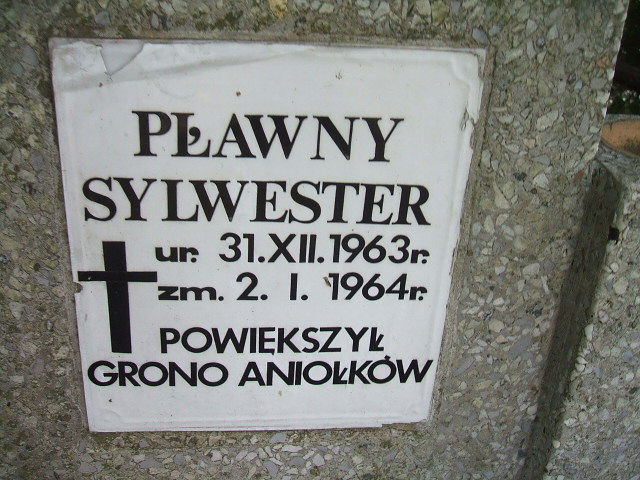 PŁAWNY
SYLWESTER
ur. 31.XII.1963r.
zm. 2. I. 1964r.
POWIĘKSZYŁ
GRONO ANIOŁKÓW